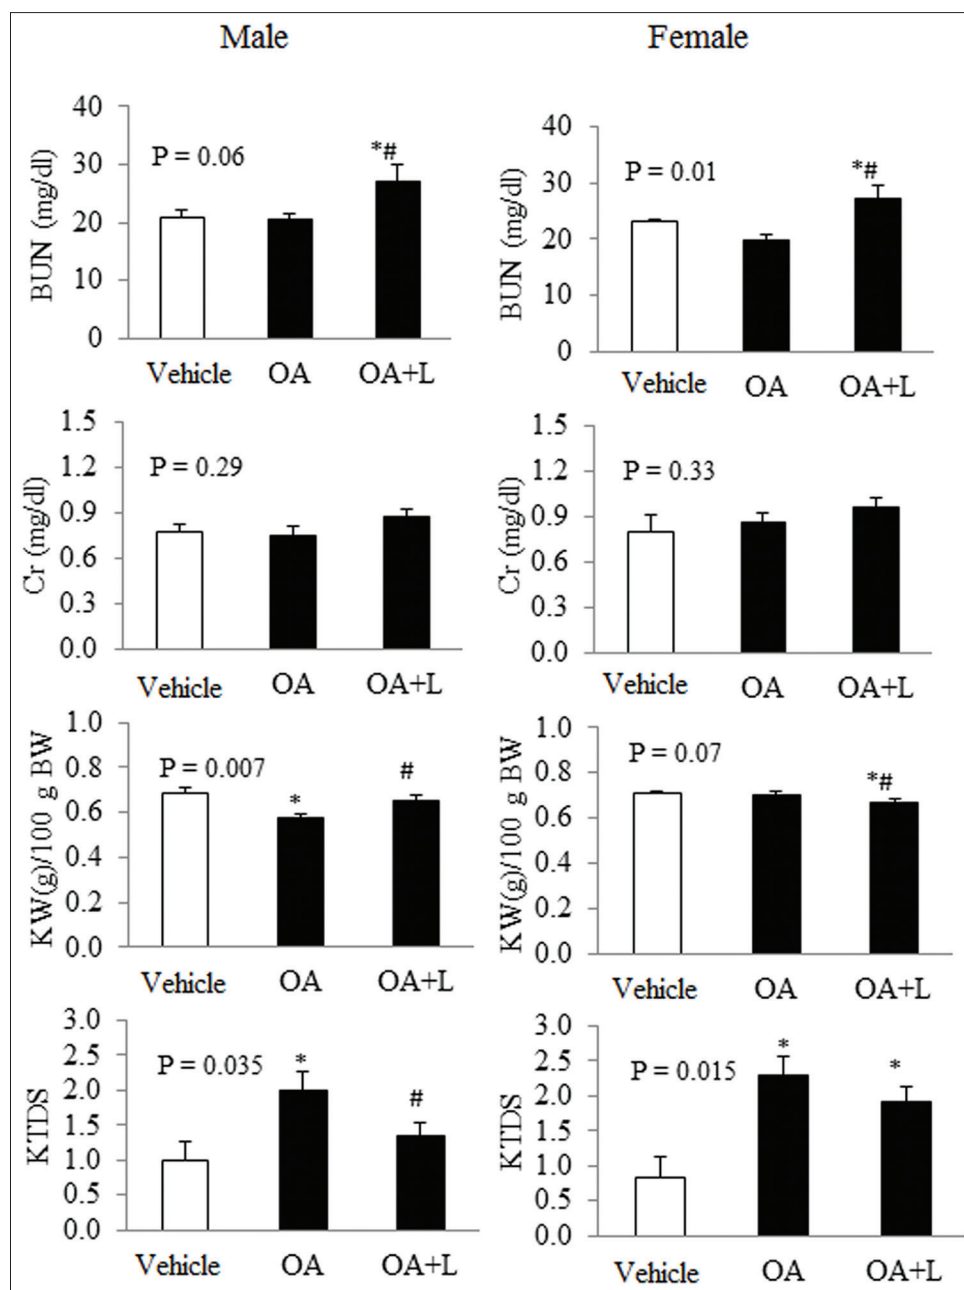 Male
Female
BUN (mg/dl)
40
30
20
10
0
P = 0.06
*#
Vehicle OA OA+L
BUN (mg/dl)
40
30
20
10
0
P = 0.01
*#
Vehicle OA OA+L
Cr (mg/dl)
1.5
1.2
0.9
0.6
0.3
0.0
P = 0.29
Vehicle OA OA+L
Cr (mg/dl)
1.5
1.2
0.9
0.6
0.3
0.0
P = 0.33
Vehicle OA OA+L
KW(g)/100 g BW
1.0
0.8
0.6
0.4
0.2
0.0
P = 0.007
*
#
Vehicle OA OA+L
KW(g)/100 g BW
1.0
0.8
0.6
0.4
0.2
0.0
P = 0.07
*#
Vehicle OA OA+L
KTDS
3.0
2.5
2.0
1.5
1.0
0.5
0.0
P = 0.035
*
#
Vehicle OA OA+L
KTDS
3.0
2.5
2.0
1.5
1.0
0.5
0.0
P = 0.015
*
*
Vehicle OA OA+L